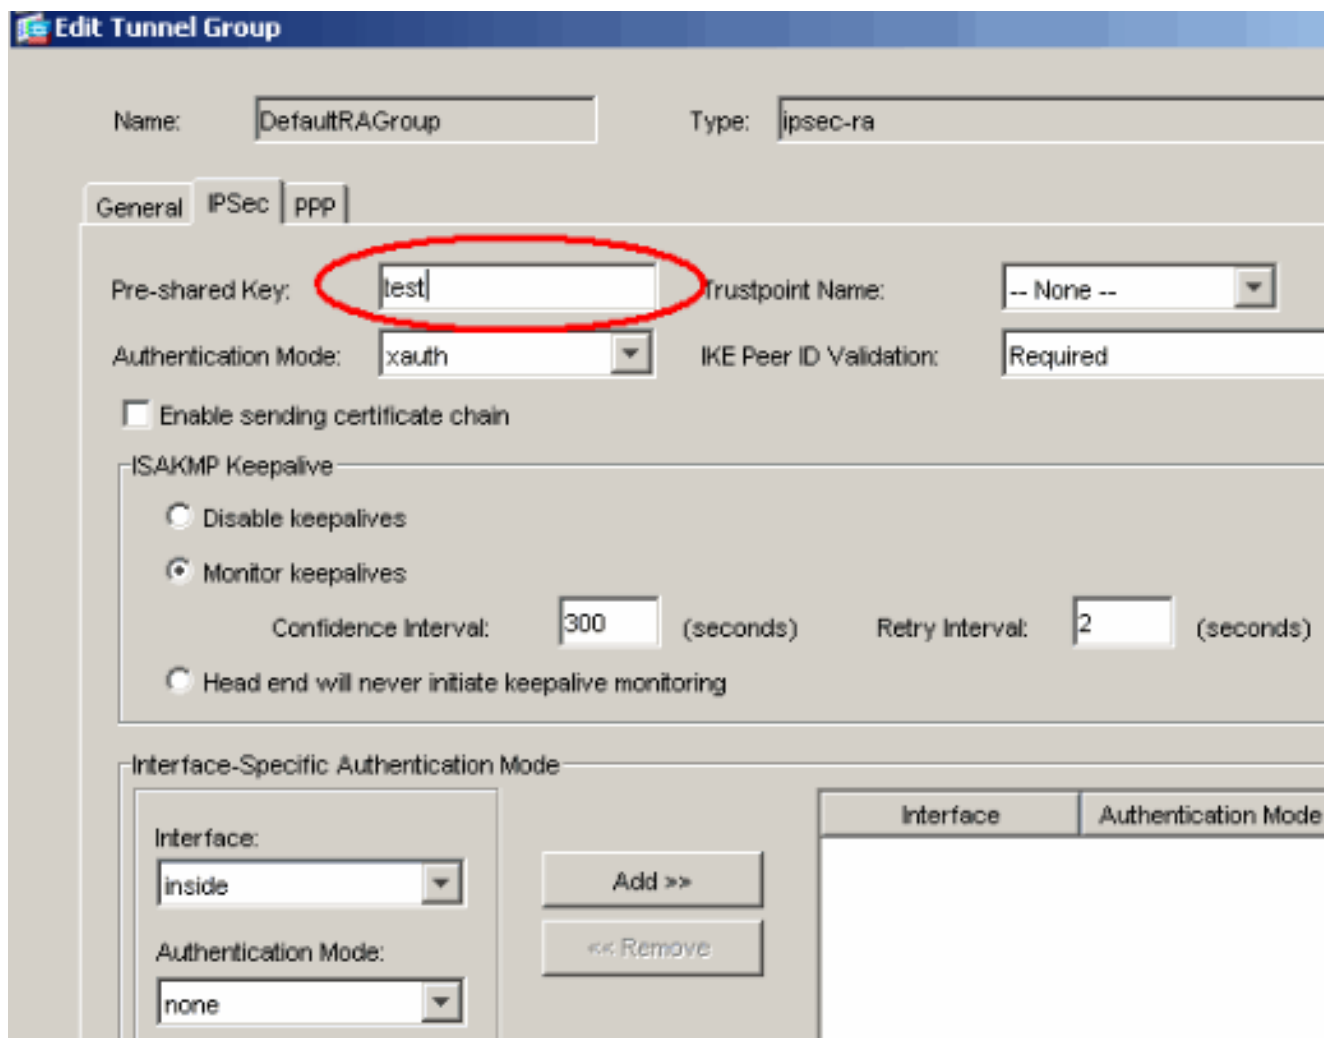 Edit Tunnel Group
Name: DefaultRAGroup Type: ipsec-ra
General IPSec PPP
Pre-shared Key: test Trustpoint Name: -- None --
Authentication Mode: xauth IKE Peer ID Validation: Required
Enable sending certificate chain
ISAKMP Keepalive
Disable keepalives
Monitor keepalives
Confidence Interval: 300 (seconds) Retry Interval: 2 (seconds)
Head end will never initiate keepalive monitoring
Interface-Specific Authentication Mode
Interface Authentication Mode
Interface:
inside
Add >>
Authentication Mode:
<< Remove
none